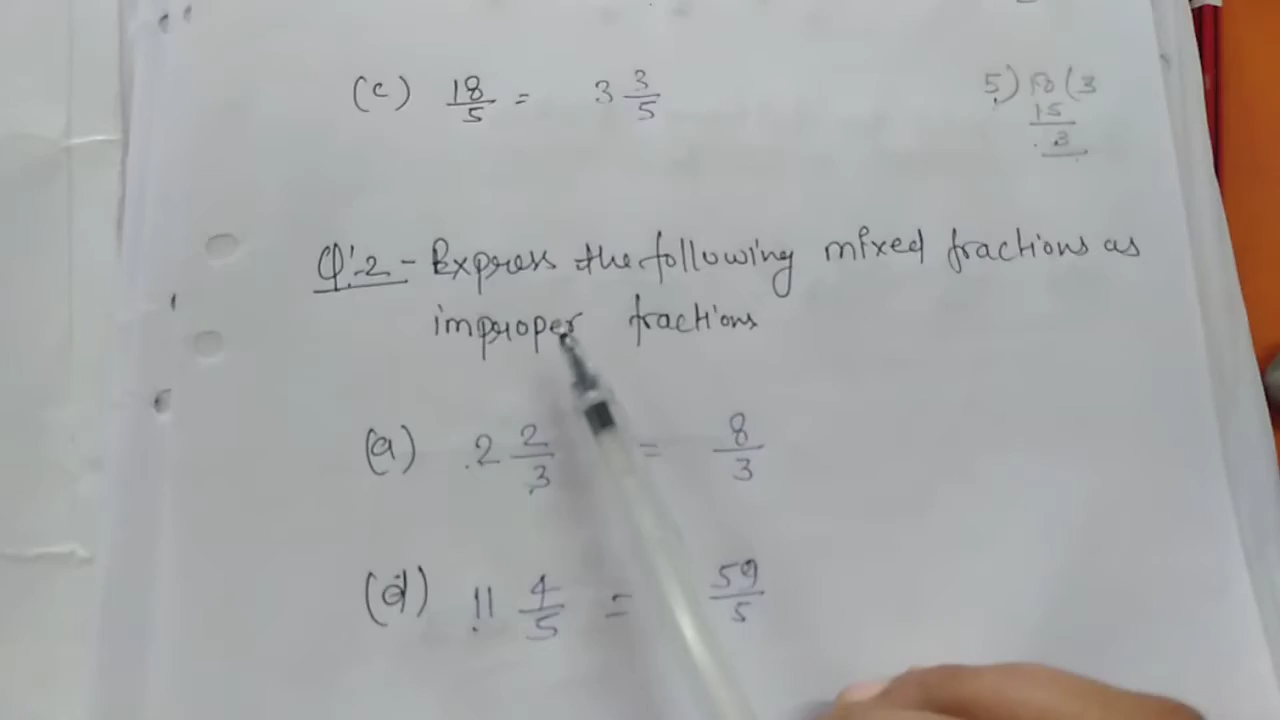 (c) 18/5 = 3 3/5
5) 18 (3
15
3
Q.2 - Express the following mixed fractions as
improper fractions
(a) 2 2/3 = 8/3
(d) 11 4/5 = 59/5